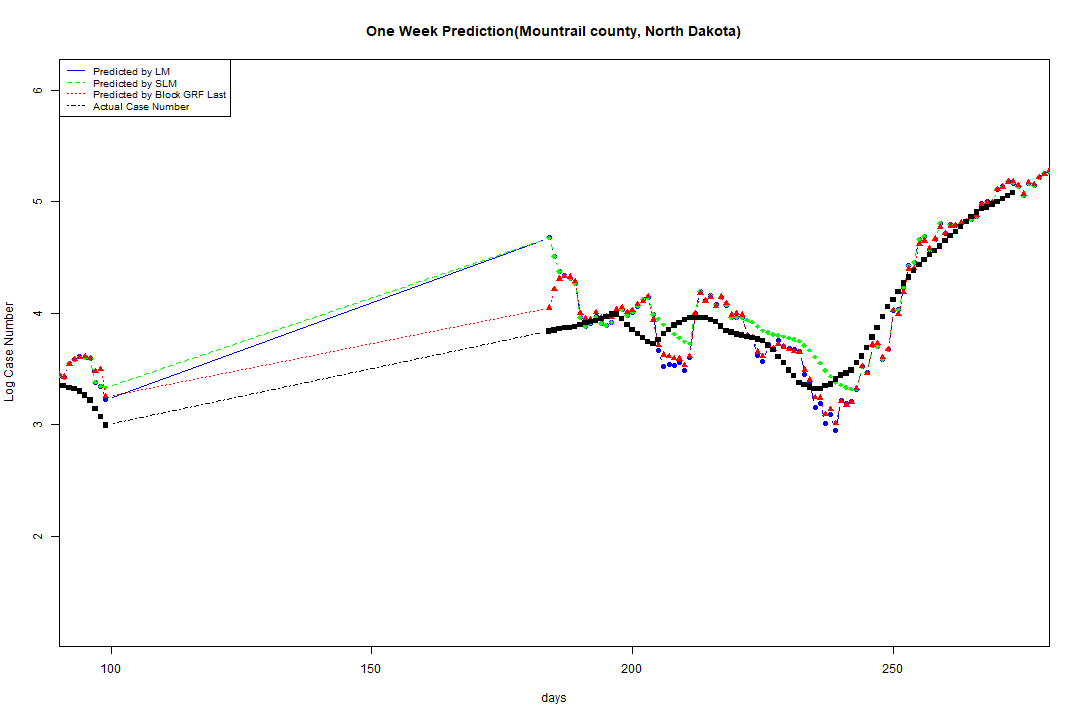 One Week Prediction(Mountrail county, North Dakota)
Predicted by LM
Predicted by SLM
Predicted by Block GRF Last
Actual Case Number
6
5
4
3
2
Log Case Number
100 150 200 250
days